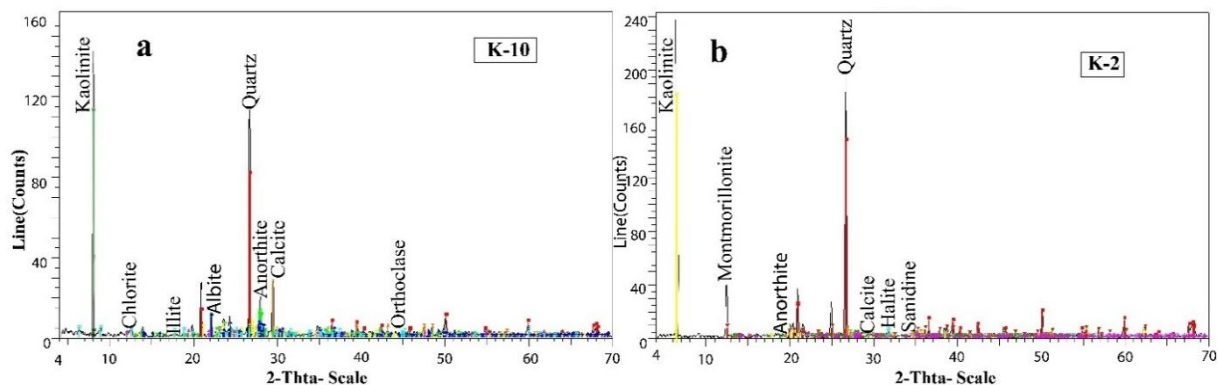 a
K-10
Line(Counts)
160
120
80
40
0
Kaolinite
Chlorite
Illite
Albite
Quartz
Anorthite
Calcite
Orthoclase
4 10 20 30 40 50 60 70
2-Thta- Scale
b
K-2
Line(Counts)
240
200
160
120
80
40
0
Kaolinite
Montmorillonite
Anorthite
Quartz
Calcite
Halite
Sanidine
4 10 20 30 40 50 60 70
2-Thta- Scale